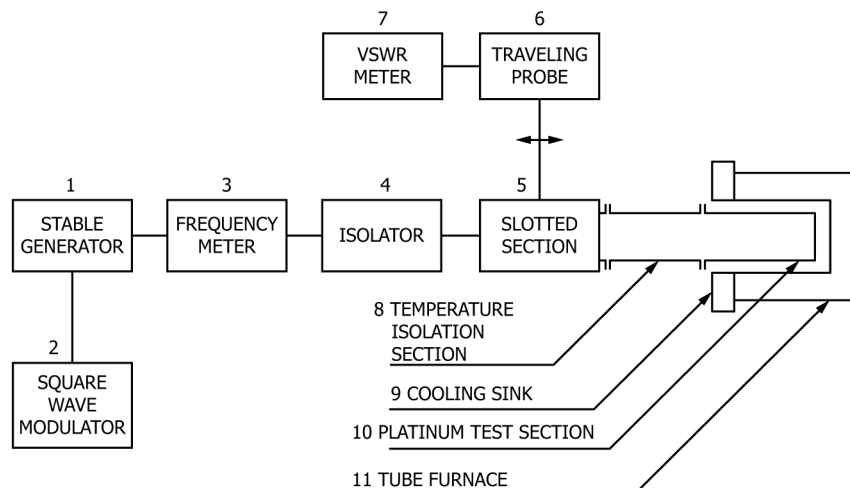 7
VSWR
METER
6
TRAVELING
PROBE
1
STABLE
GENERATOR
3
FREQUENCY
METER
4
ISOLATOR
5
SLOTTED
SECTION
2
SQUARE
WAVE
MODULATOR
8 TEMPERATURE
ISOLATION
SECTION
9 COOLING SINK
10 PLATINUM TEST SECTION
11 TUBE FURNACE